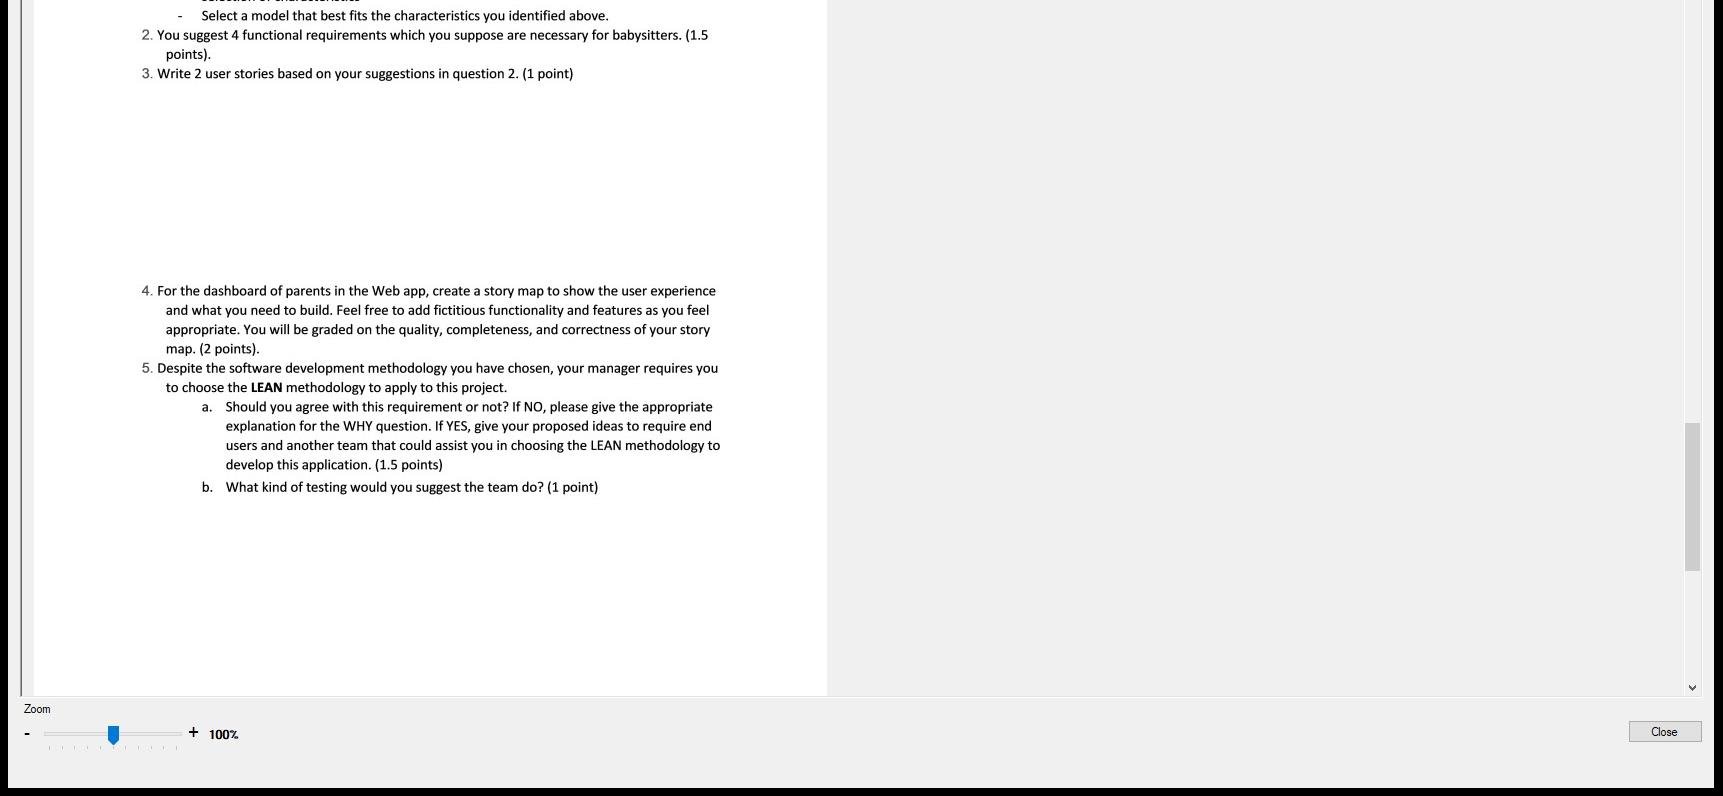 - Select a model that best fits the characteristics you identified above.
2. You suggest 4 functional requirements which you suppose are necessary for babysitters. (1.5
points).
3. Write 2 user stories based on your suggestions in question 2. (1 point)
4. For the dashboard of parents in the Web app, create a story map to show the user experience
and what you need to build. Feel free to add fictitious functionality and features as you feel
appropriate. You will be graded on the quality, completeness, and correctness of your story
map. (2 points).
5. Despite the software development methodology you have chosen, your manager requires you
to choose the LEAN methodology to apply to this project.
a. Should you agree with this requirement or not? If NO, please give the appropriate
explanation for the WHY question. If YES, give your proposed ideas to require end
users and another team that could assist you in choosing the LEAN methodology to
develop this application. (1.5 points)
b. What kind of testing would you suggest the team do? (1 point)
Zoom
- + 100%
Close